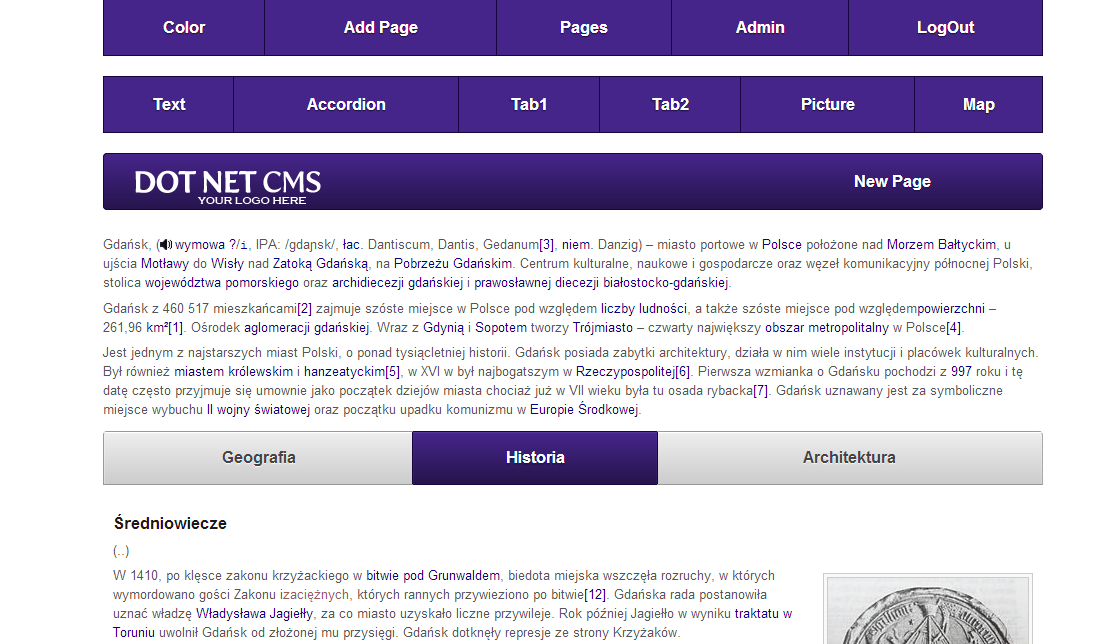 Color Add Page Pages Admin LogOut
Text Accordion Tab1 Tab2 Picture Map
DOT NET CMS New Page
YOUR LOGO HERE
Gdańsk, (wymowa ?/i, IPA: /gdaɲsk/, łac. Dantiscum, Dantis, Gedanum[3], niem. Danzig) – miasto portowe w Polsce położone nad Morzem Bałtyckim, u
ujścia Motławy do Wisły nad Zatoką Gdańską, na Pobrzeżu Gdańskim. Centrum kulturalne, naukowe i gospodarcze oraz węzeł komunikacyjny północnej Polski,
stolica województwa pomorskiego oraz archidiecezji gdańskiej i prawosławnej diecezji białostocko-gdańskiej.
Gdańsk z 460 517 mieszkańcami[2] zajmuje szóste miejsce w Polsce pod względem liczby ludności, a także szóste miejsce pod względempowierzchni –
261,96 km²[1]. Ośrodek aglomeracji gdańskiej. Wraz z Gdynią i Sopotem tworzy Trójmiasto – czwarty największy obszar metropolitalny w Polsce[4].
Jest jednym z najstarszych miast Polski, o ponad tysiącletniej historii. Gdańsk posiada zabytki architektury, działa w nim wiele instytucji i placówek kulturalnych.
Był również miastem królewskim i hanzeatyckim[5], w XVI w był najbogatszym w Rzeczypospolitej[6]. Pierwsza wzmianka o Gdańsku pochodzi z 997 roku i tę
datę często przyjmuje się umownie jako początek dziejów miasta chociaż już w VII wieku była tu osada rybacka[7]. Gdańsk uznawany jest za symboliczne
miejsce wybuchu II wojny światowej oraz początku upadku komunizmu w Europie Środkowej.
Geografia Historia Architektura
Średniowiecze
(..)
W 1410, po klęsce zakonu krzyżackiego w bitwie pod Grunwaldem, biedota miejska wszczęła rozruchy, w których
wymordowano gości Zakonu izaciężnych, których rannych przywieziono po bitwie[12]. Gdańska rada postanowiła
uznać władzę Władysława Jagiełły, za co miasto uzyskało liczne przywileje. Rok później Jagiełło w wyniku traktatu w
Toruniu uwolnił Gdańsk od złożonej mu przysięgi. Gdańsk dotknęły represje ze strony Krzyżaków.